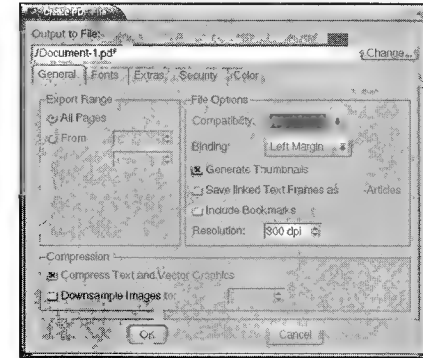 Output to File:
/Document-1.pdf
Change...
General Fonts Extras Security Color
Export Range
All Pages
From
File Options
Compatibility:
Binding: Left Margin
Generate Thumbnails
Save linked Text Frames as Articles
Include Bookmarks
Resolution: 300 dpi
Compression
Compress Text and Vector Graphics
Downsample Images to:
OK
Cancel